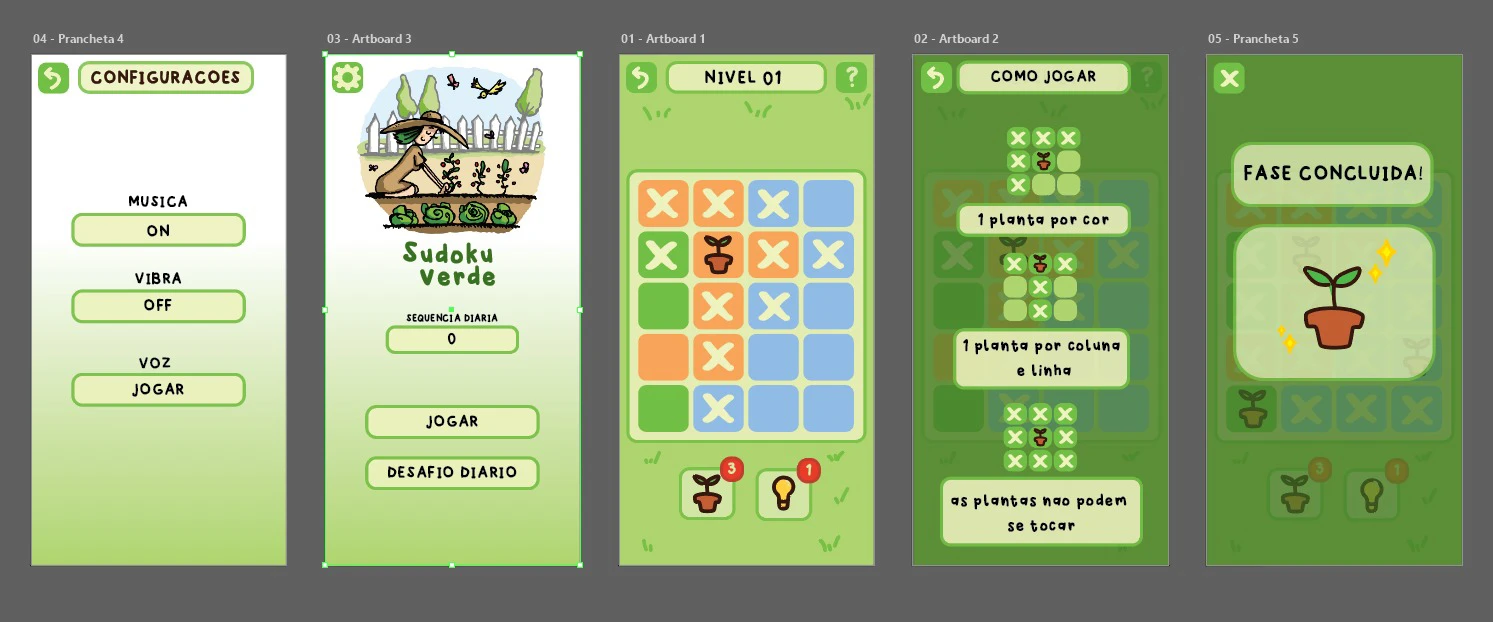 04 - Prancheta 4
CONFIGURACOES
MUSICA
ON
VIBRA
OFF
VOZ
JOGAR
03 - Artboard 3
Sudoku
Verde
SEQUENCIA DIARIA
0
JOGAR
DESAFIO DIARIO
01 - Artboard 1
NIVEL 01
?
3
1
02 - Artboard 2
COMO JOGAR
?
1 planta por cor
1 planta por coluna
e linha
as plantas nao podem
se tocar
05 - Prancheta 5
FASE CONCLUIDA!
3
1